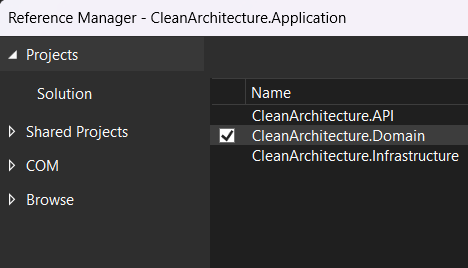 Reference Manager - CleanArchitecture.Application
Projects
Solution
Shared Projects
COM
Browse
Name
CleanArchitecture.API
CleanArchitecture.Domain
CleanArchitecture.Infrastructure